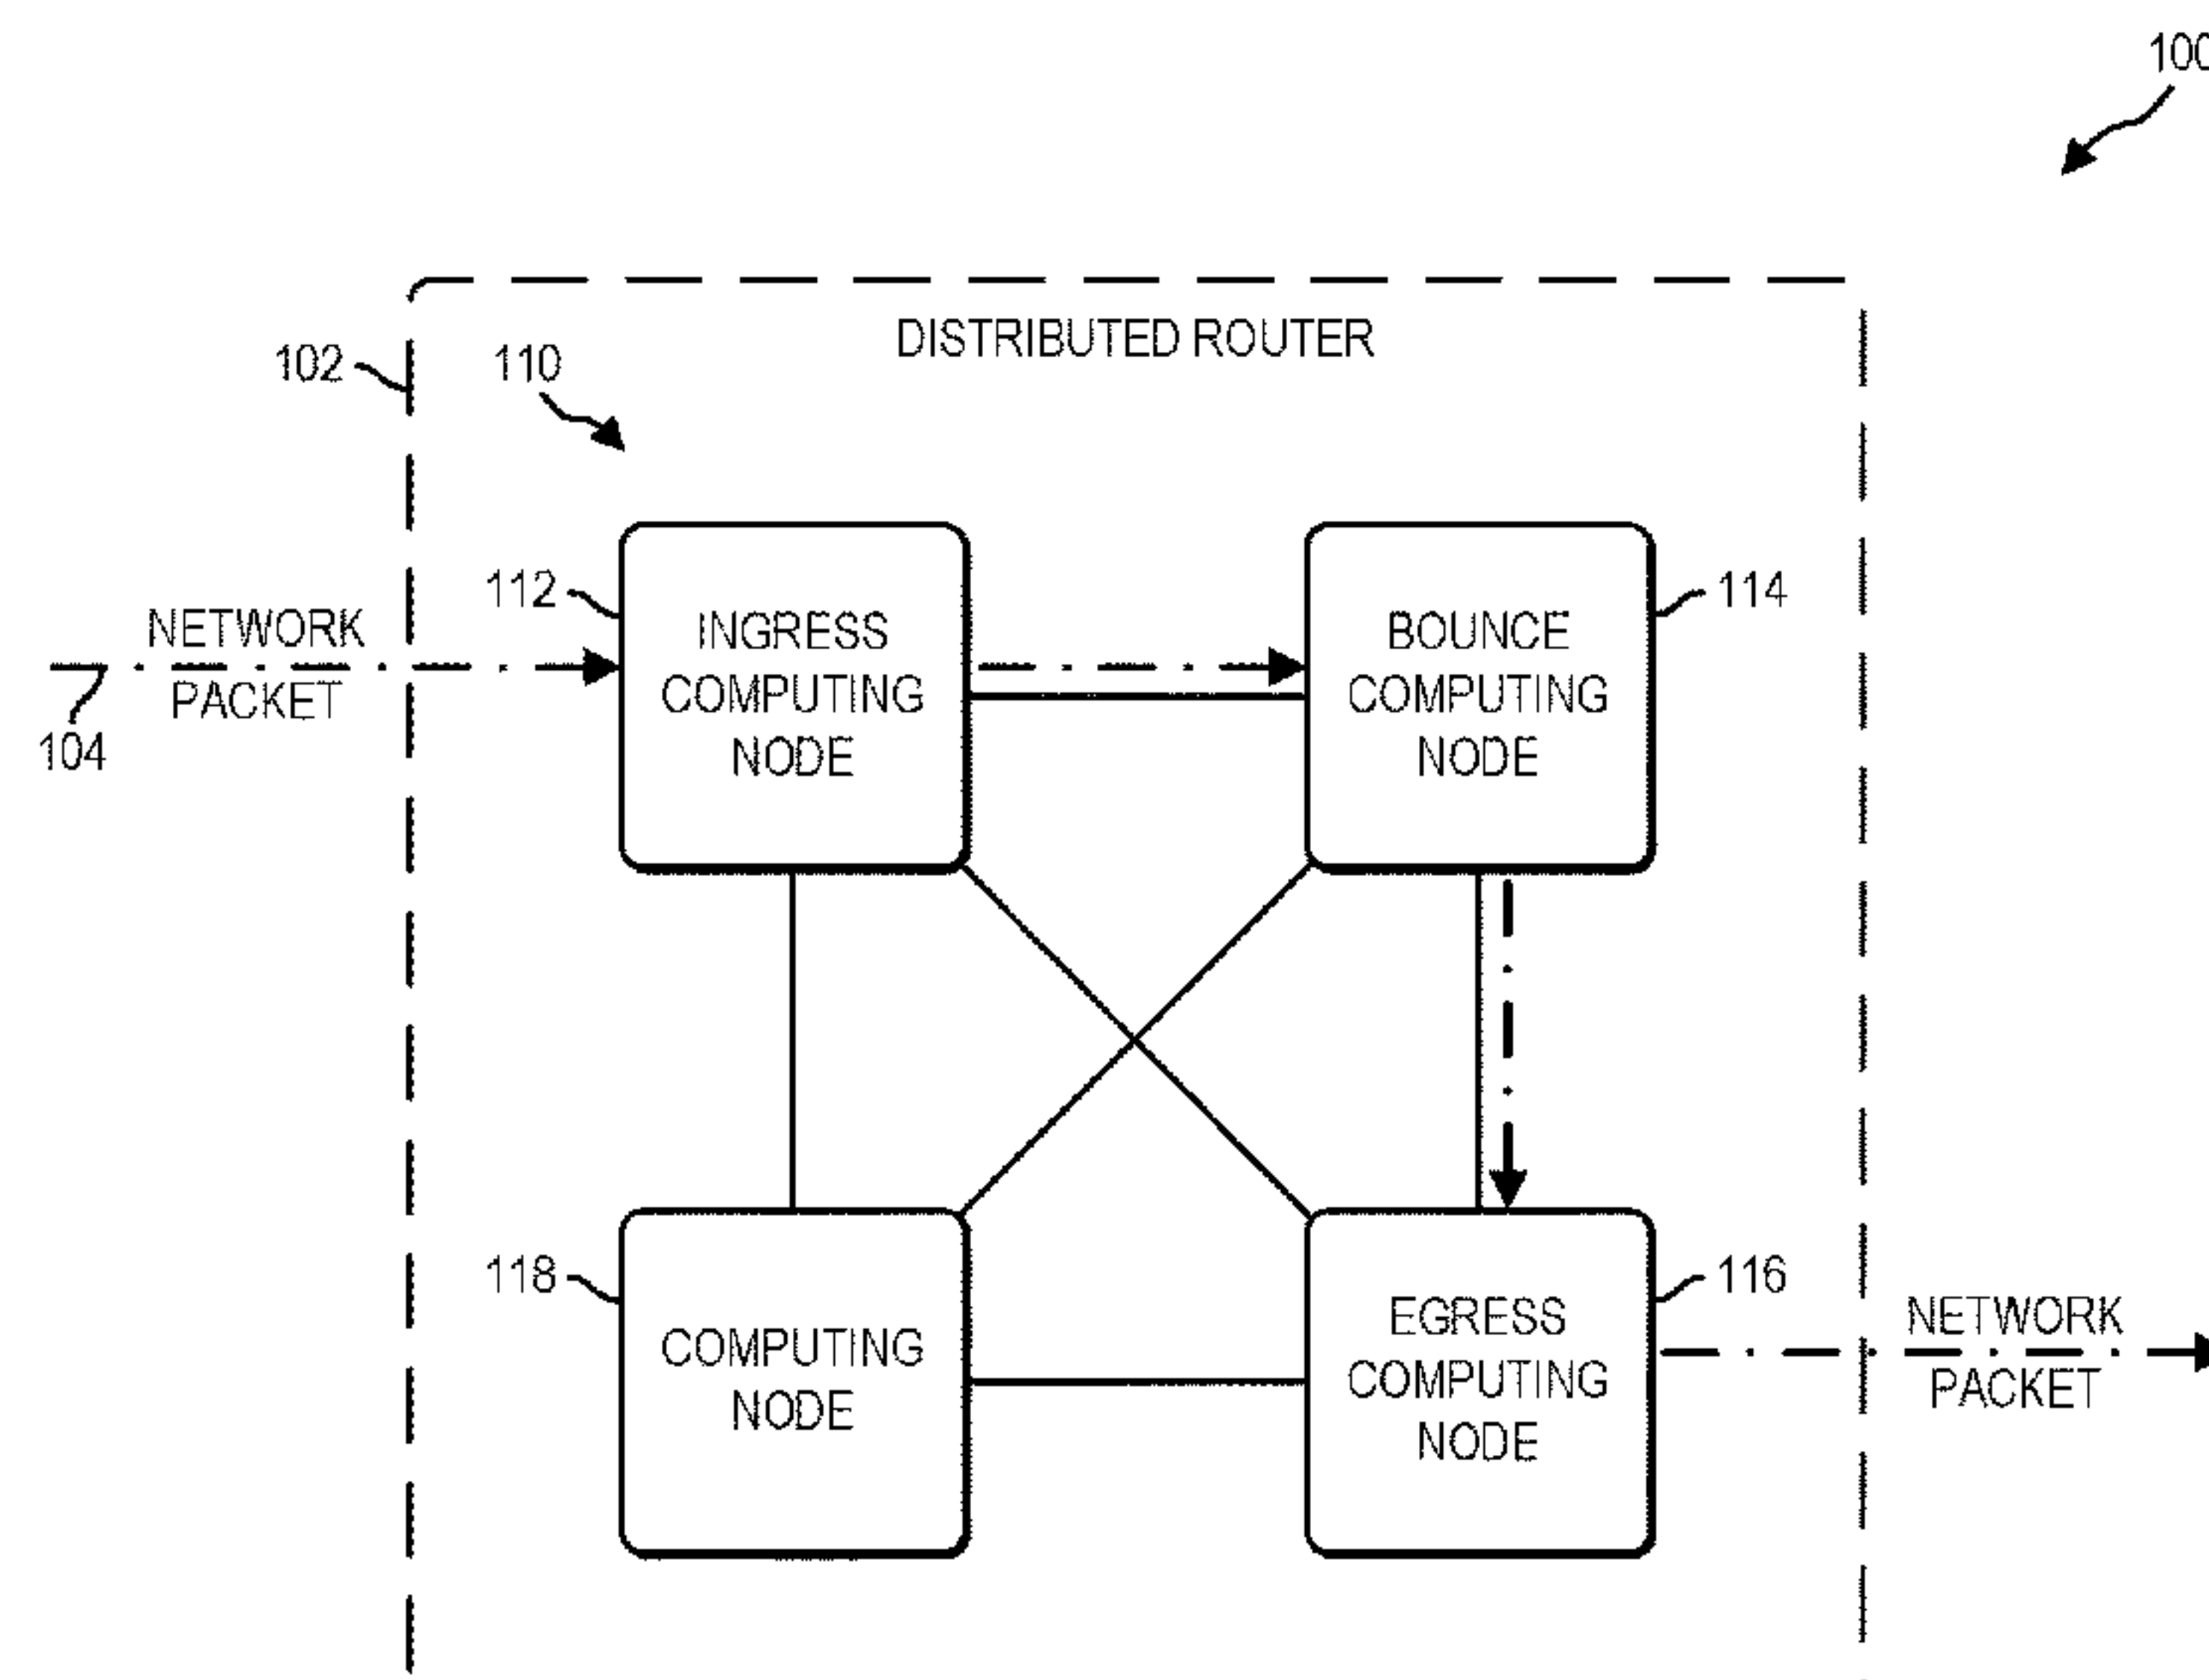 100
DISTRIBUTED ROUTER
102
110
112
INGRESS
COMPUTING
NODE
BOUNCE
COMPUTING
NODE
114
NETWORK
PACKET
104
118
COMPUTING
NODE
EGRESS
COMPUTING
NODE
116
NETWORK
PACKET